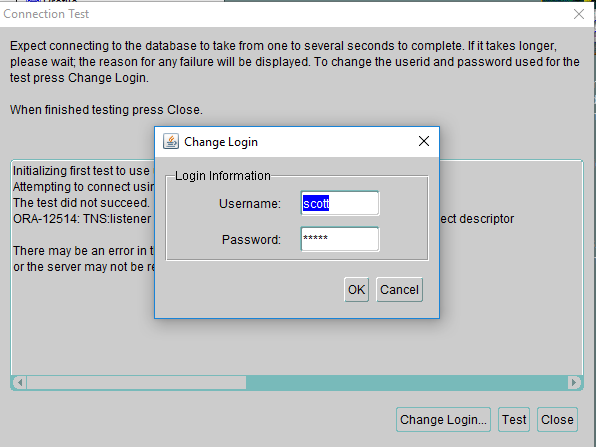 Connection Test
Expect connecting to the database to take from one to several seconds to complete. If it takes longer,
please wait; the reason for any failure will be displayed. To change the userid and password used for the
test press Change Login.
When finished testing press Close.
Initializing first test to use
Attempting to connect usin
The test did not succeed.
ORA-12514: TNS:listener ect descriptor
There may be an error in t
or the server may not be re
Change Login
Login Information
Username: scott
Password: *****
OK Cancel
Change Login... Test Close